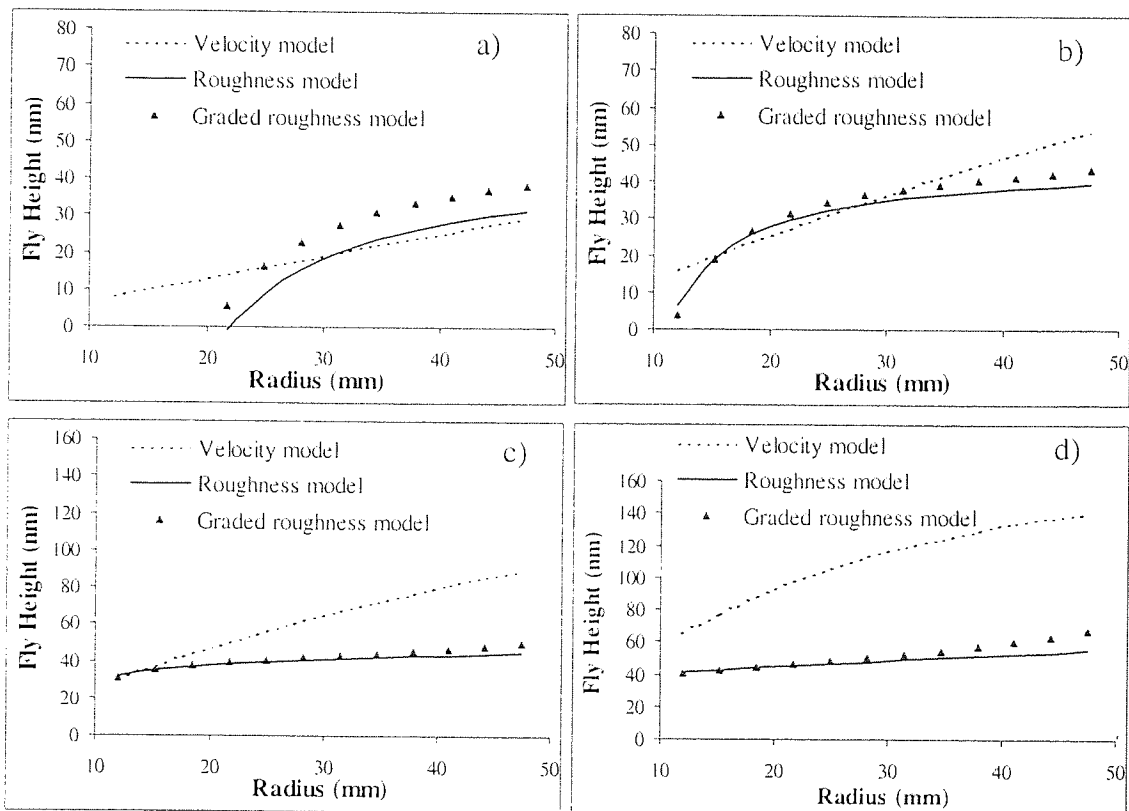 a)
Velocity model
Roughness model
Graded roughness model
Fly Height (nm)
80
70
60
50
40
30
20
10
0
10 20 30 40 50
Radius (mm)
b)
Velocity model
Roughness model
Graded roughness model
Fly Height (nm)
80
70
60
50
40
30
20
10
0
10 20 30 40 50
Radius (mm)
c)
Velocity model
Roughness model
Graded roughness model
Fly Height (nm)
160
140
120
100
80
60
40
20
0
10 20 30 40 50
Radius (mm)
d)
Velocity model
Roughness model
Graded roughness model
Fly Height (nm)
160
140
120
100
80
60
40
20
0
10 20 30 40 50
Radius (mm)